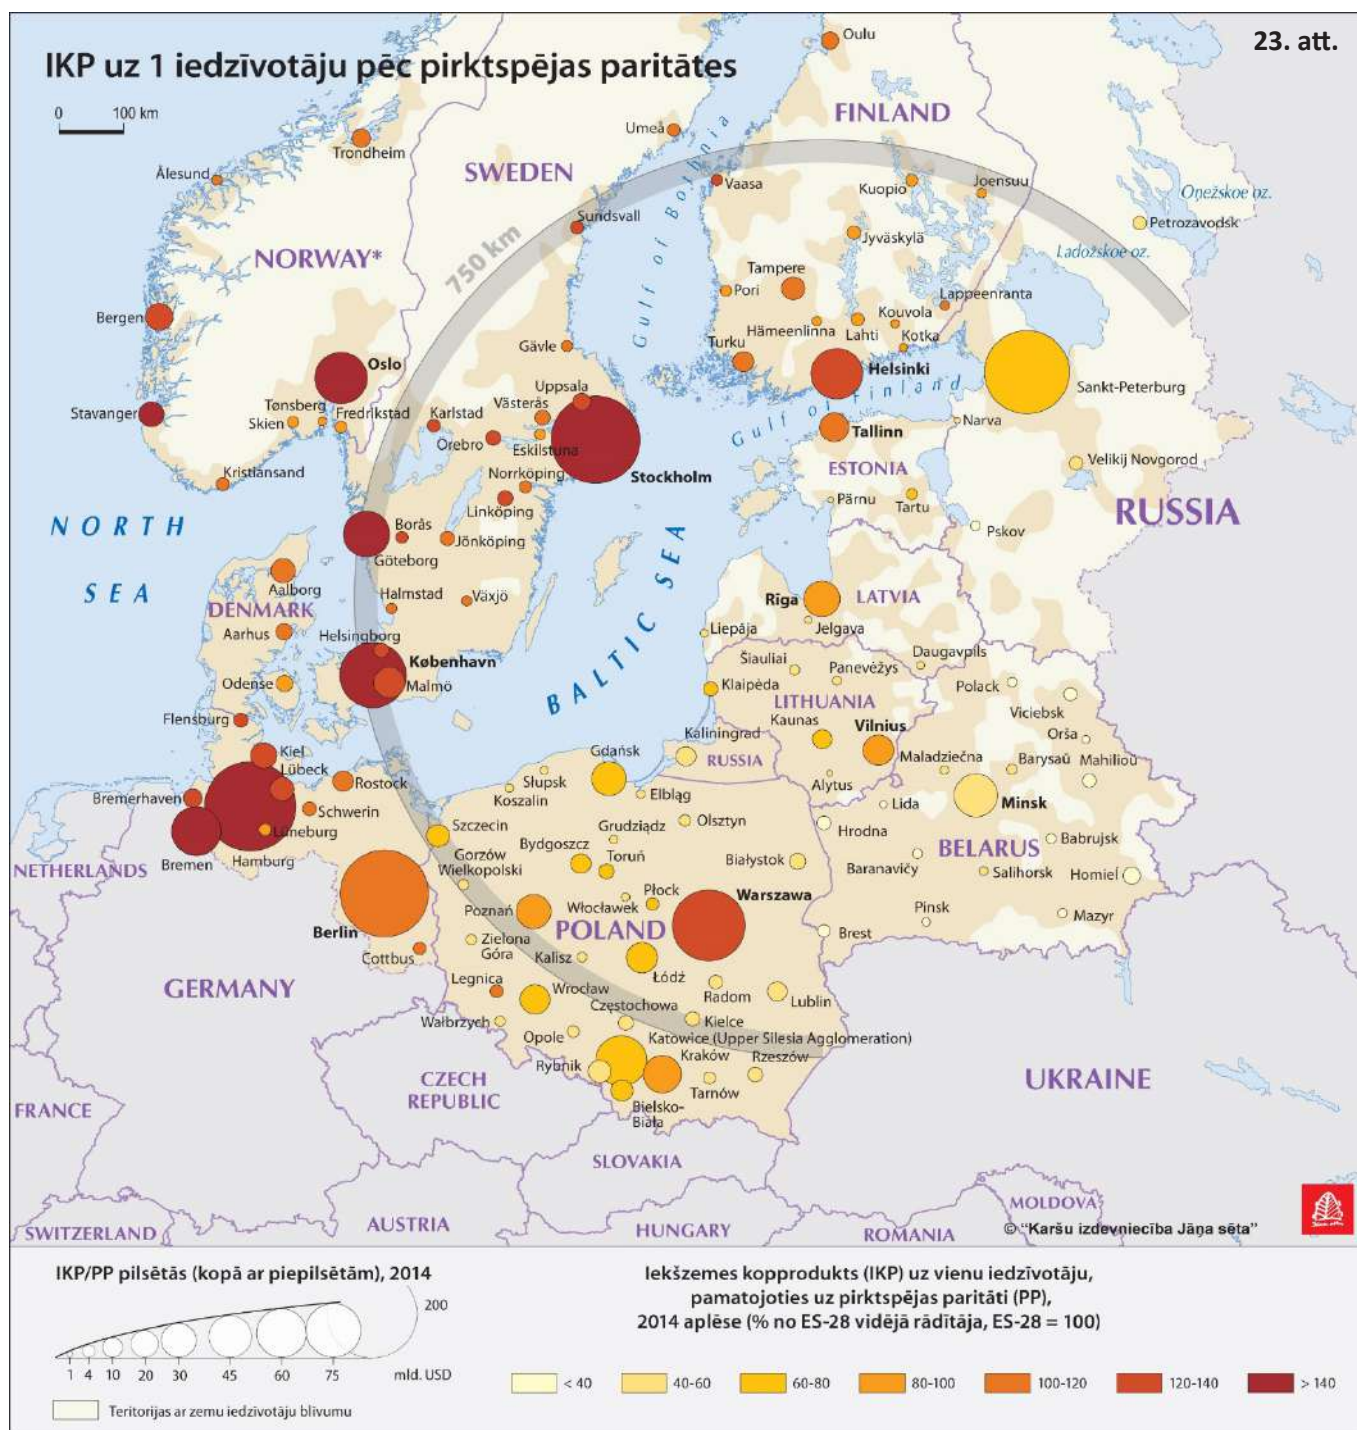 23. att.
IKP uz 1 iedzīvotāju pēc pirktspējas paritātes
0 100 km
Oulu
FINLAND
Umeå
Trondheim
SWEDEN
Gulf of Bothnia
Ålesund
Vaasa
Kuopio
Joensuu
Oņežskoe oz.
Petrozavodsk
Sundsvall
750 km
NORWAY*
Jyväskylä
Ladožskoe oz.
Tampere
Pori
Lappeenranta
Bergen
Kouvola
Hämeenlinna
Lahti
Kotka
Turku
Gävle
Oslo
Helsinki
Sankt-Peterburg
Uppsala
Gulf of Finland
Stavanger
Tønsberg
Fredrikstad
Karlstad
Västerås
Skien
Narva
Tallinn
Örebro
Eskilstuna
ESTONIA
Velikij Novgorod
Kristiansand
Norrköping
Stockholm
Linköping
Pärnu
Tartu
RUSSIA
NORTH
SEA
Borås
Jönköping
Göteborg
Pskov
BALTIC SEA
Aalborg
DENMARK
Halmstad
Växjö
Riga
LATVIA
Aarhus
Helsingborg
Liepāja
Jelgava
København
Šiauliai
Daugavpils
Panevėžys
Odense
Malmö
Klaipėda
Polack
LITHUANIA
Viciebsk
Flensburg
Kaunas
Vilnius
Kaliningrad
Orša
Kiel
Gdańsk
RUSSIA
Maladziečna
Barysaŭ
Mahilioŭ
Lübeck
Rostock
Słupsk
Alytus
Koszalin
Elbląg
Bremerhaven
Schwerin
Lida
Minsk
Lüneburg
Szczecin
Grudziądz
Olsztyn
Hrodna
Babrujsk
Bremen
Hamburg
Bydgoszcz
Toruń
BELARUS
NETHERLANDS
Gorzów
Wielkopolski
Białystok
Baranavičy
Salihorsk
Homiel
Płock
Warszawa
Poznań
Włocławek
Pinsk
Mazyr
Berlin
POLAND
Brest
Zielona
Góra
Kalisz
Cottbus
Łódź
Legnica
GERMANY
Wrocław
Radom
Lublin
Częstochowa
Wałbrzych
Kielce
Opole
Katowice (Upper Silesia Agglomeration)
Rybnik
Kraków
Rzeszów
CZECH
REPUBLIC
UKRAINE
Tarnów
FRANCE
Bielsko-
Biała
SLOVAKIA
MOLDOVA
SWITZERLAND
AUSTRIA
HUNGARY
ROMANIA
© “Karšu izdevniecība Jāņa sēta”
IKP/PP pilsētās (kopā ar piepilsētām), 2014
200
1 4 10 20 30 45 60 75 mld. USD
Teritorijas ar zemu iedzīvotāju blīvumu
Iekšzemes kopprodukts (IKP) uz vienu iedzīvotāju,
pamatojoties uz pirktspējas paritāti (PP),
2014 aplēse (% no ES-28 vidējā rādītāja, ES-28 = 100)
< 40 40-60 60-80 80-100 100-120 120-140 > 140